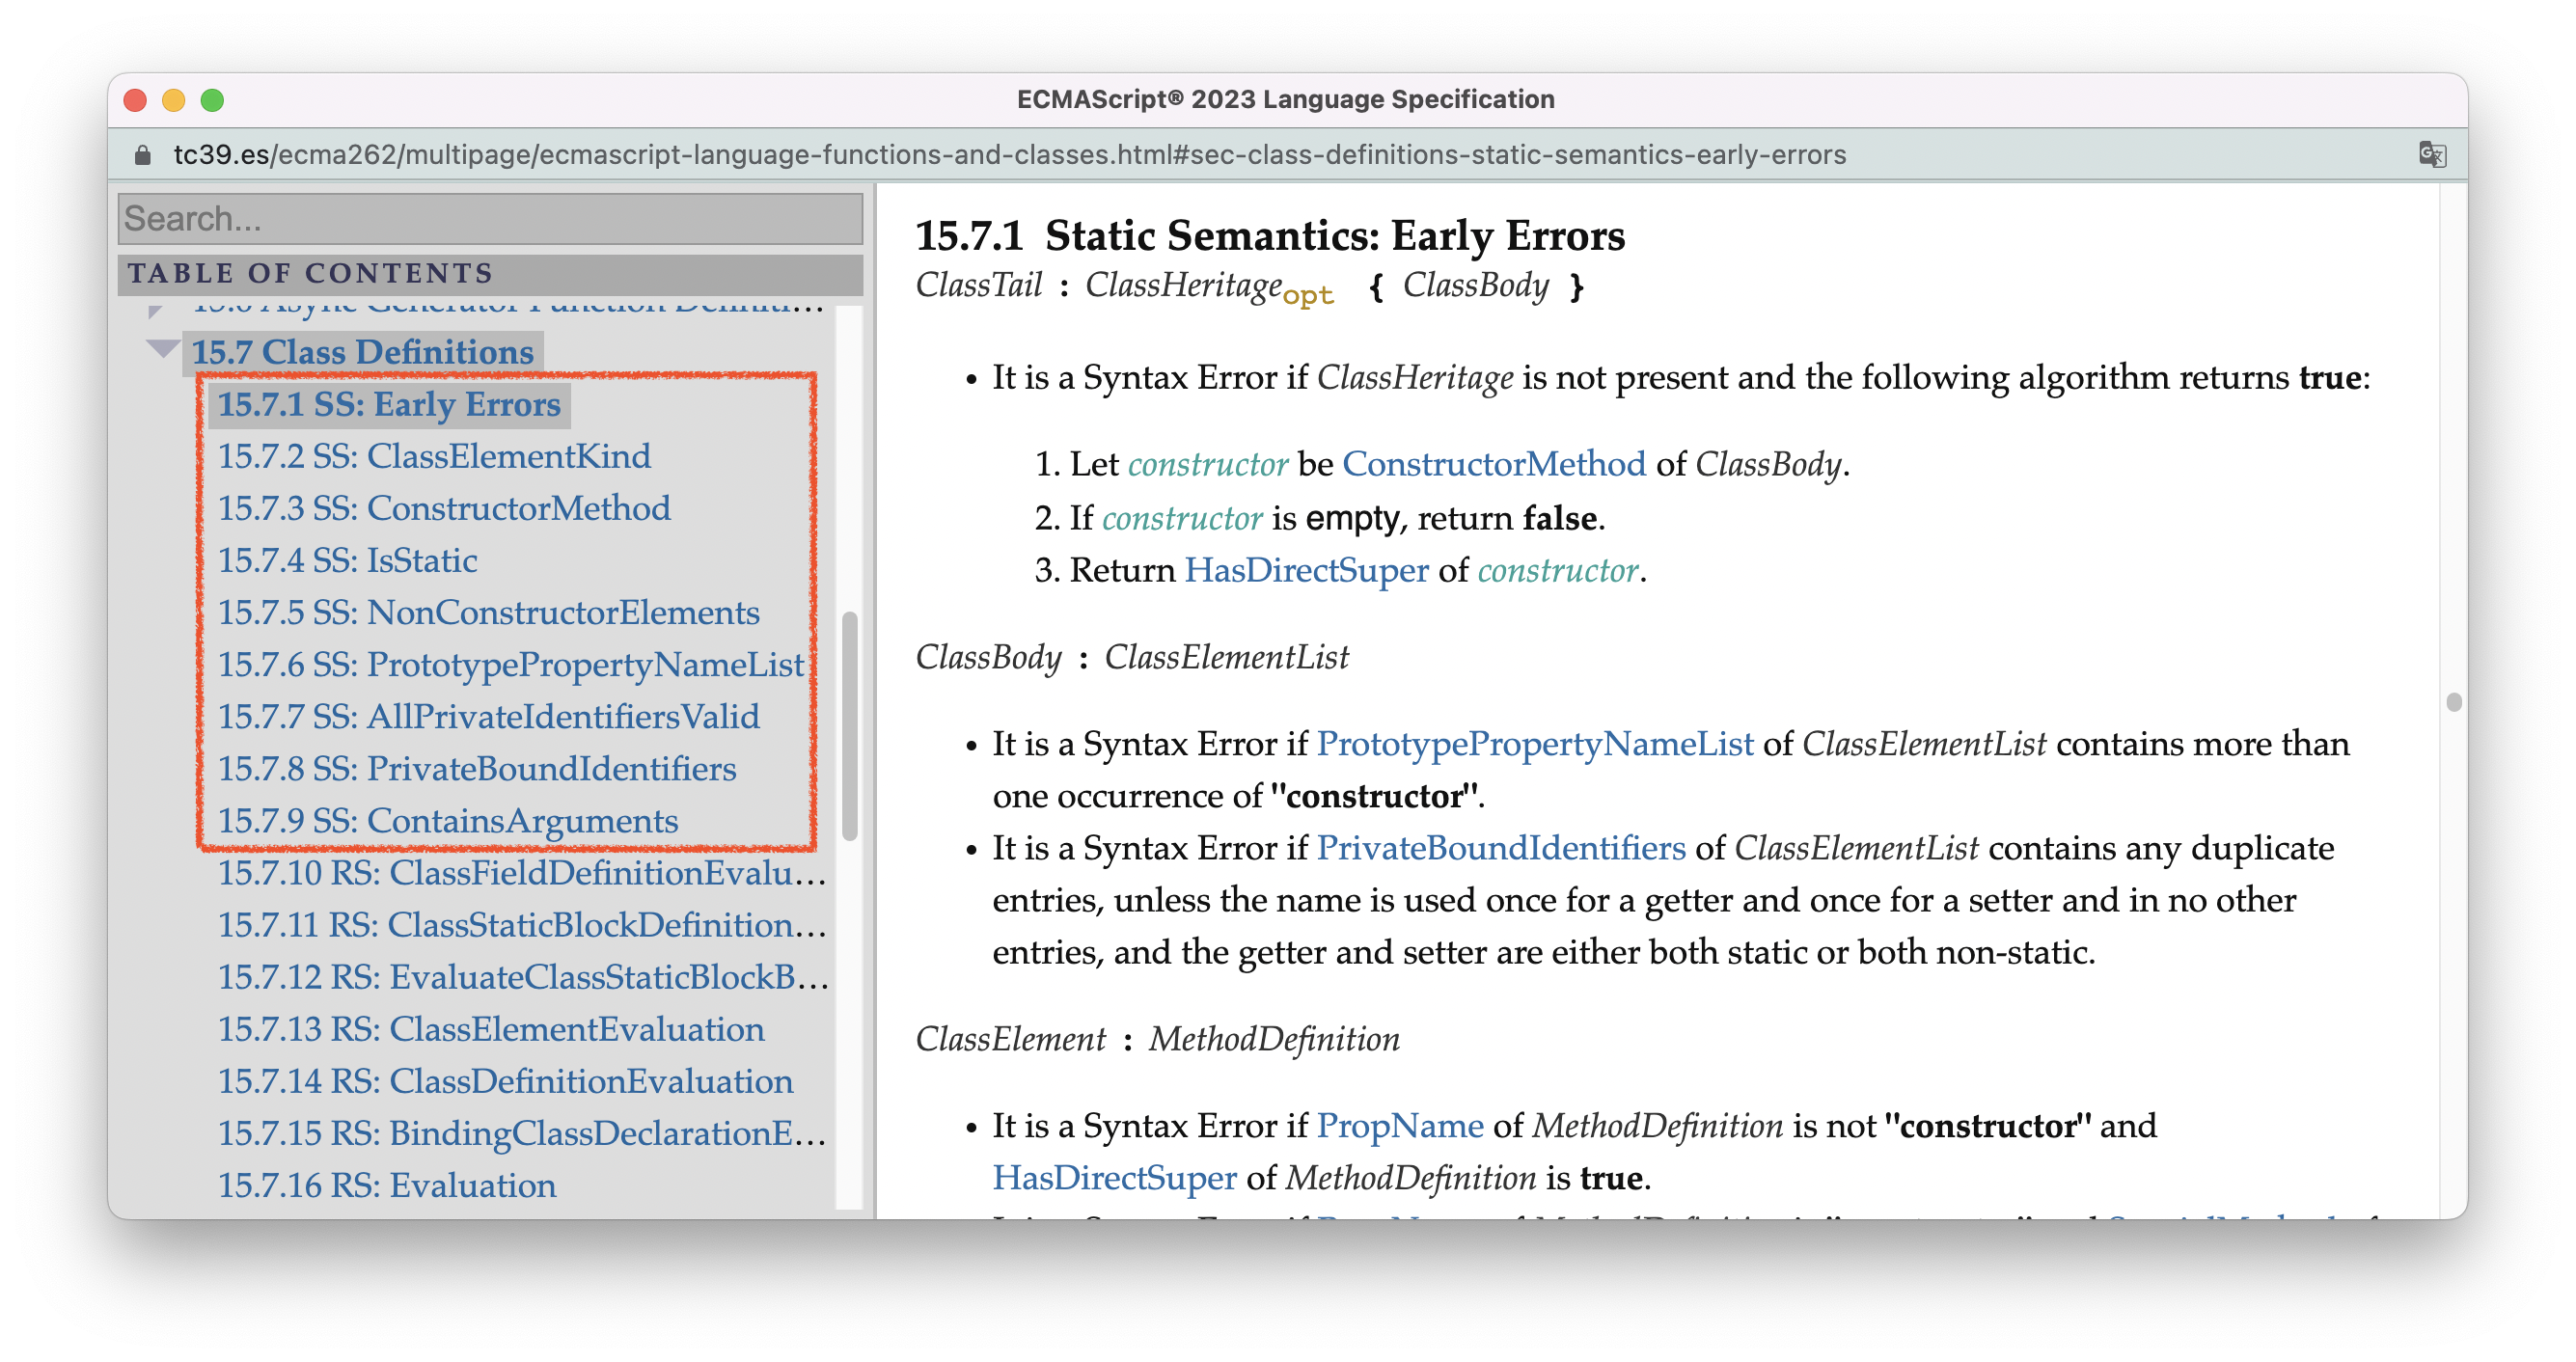 ECMAScript® 2023 Language Specification
tc39.es/ecma262/multipage/ecmascript-language-functions-and-classes.html#sec-class-definitions-static-semantics-early-errors
Search...
TABLE OF CONTENTS
15.6 Async Generator Function Definiti…
15.7 Class Definitions
15.7.1 SS: Early Errors
15.7.2 SS: ClassElementKind
15.7.3 SS: ConstructorMethod
15.7.4 SS: IsStatic
15.7.5 SS: NonConstructorElements
15.7.6 SS: PrototypePropertyNameList
15.7.7 SS: AllPrivateIdentifiersValid
15.7.8 SS: PrivateBoundIdentifiers
15.7.9 SS: ContainsArguments
15.7.10 RS: ClassFieldDefinitionEvalu…
15.7.11 RS: ClassStaticBlockDefinition…
15.7.12 RS: EvaluateClassStaticBlockB…
15.7.13 RS: ClassElementEvaluation
15.7.14 RS: ClassDefinitionEvaluation
15.7.15 RS: BindingClassDeclarationE…
15.7.16 RS: Evaluation
15.7.1 Static Semantics: Early Errors
ClassTail : ClassHeritage opt { ClassBody }
• It is a Syntax Error if ClassHeritage is not present and the following algorithm returns true:
1. Let constructor be ConstructorMethod of ClassBody.
2. If constructor is empty, return false.
3. Return HasDirectSuper of constructor.
ClassBody : ClassElementList
• It is a Syntax Error if PrototypePropertyNameList of ClassElementList contains more than
one occurrence of "constructor".
• It is a Syntax Error if PrivateBoundIdentifiers of ClassElementList contains any duplicate
entries, unless the name is used once for a getter and once for a setter and in no other
entries, and the getter and setter are either both static or both non-static.
ClassElement : MethodDefinition
• It is a Syntax Error if PropName of MethodDefinition is not "constructor" and
HasDirectSuper of MethodDefinition is true.